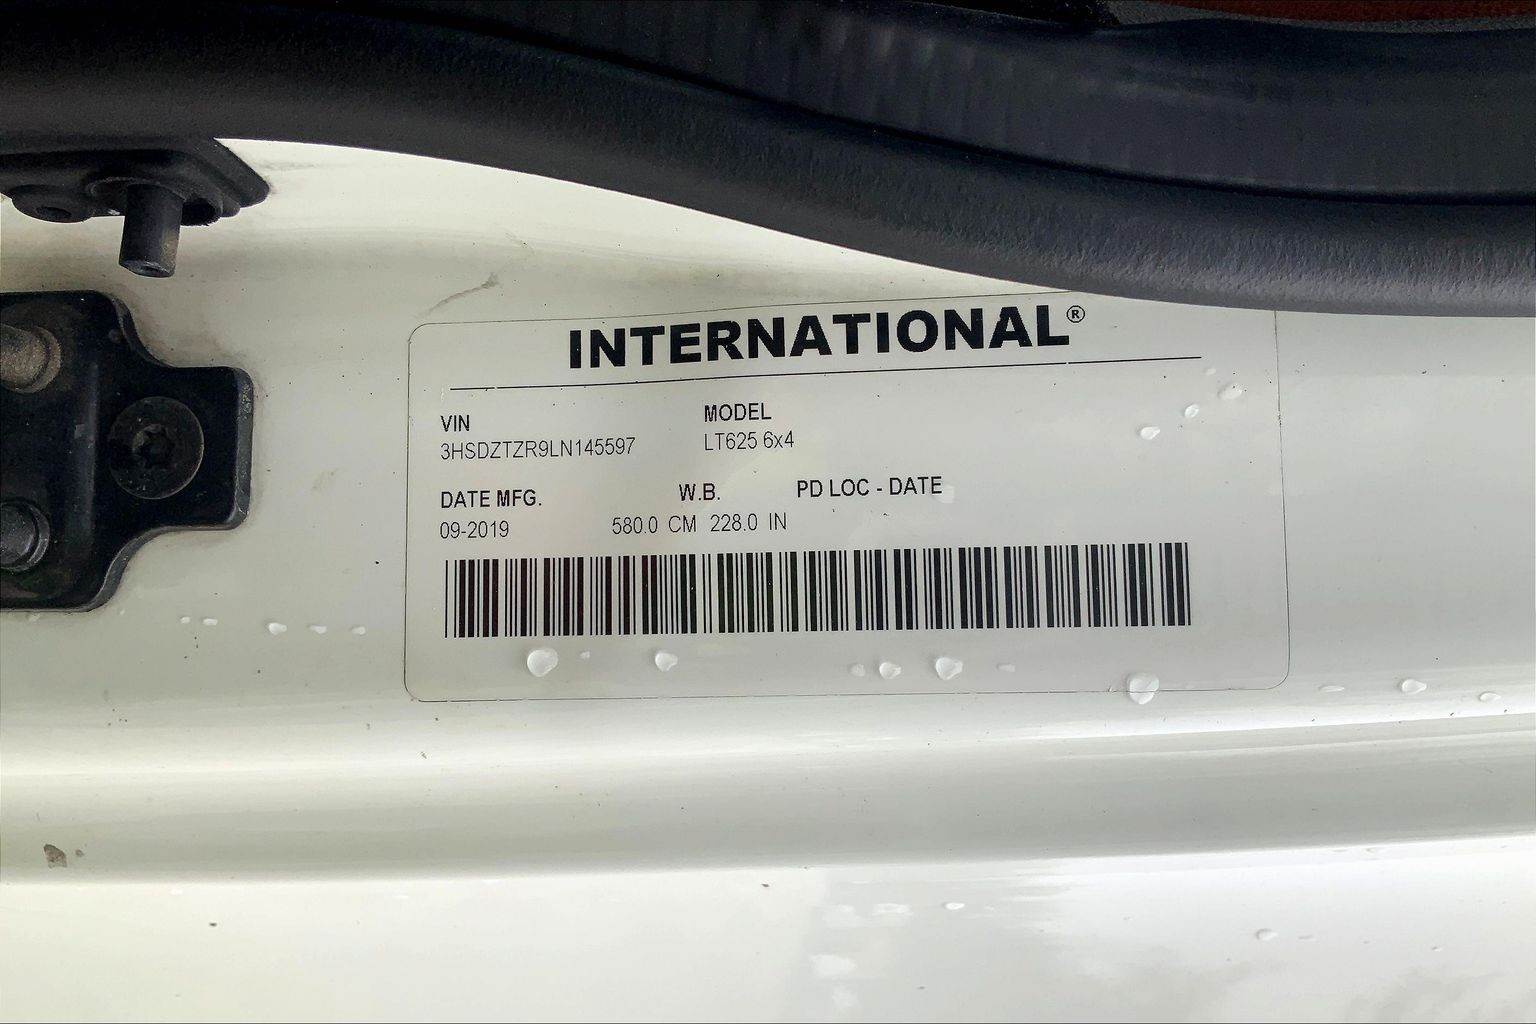 INTERNATIONAL®
VIN MODEL
3HSDZTZR9LN145597 LT625 6x4
DATE MFG. W.B. PD LOC - DATE
09-2019 580.0 CM 228.0 IN